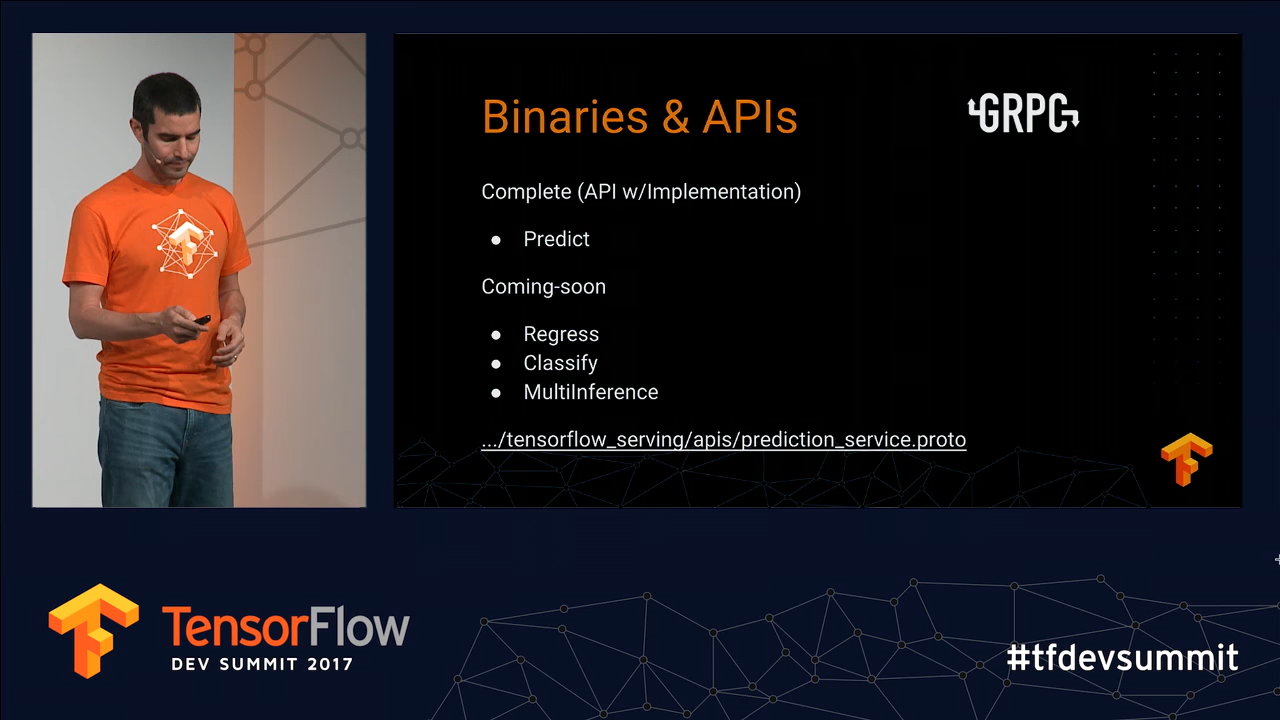 Binaries & APIs
GRPC
Complete (API w/Implementation)
● Predict
Coming-soon
● Regress
● Classify
● MultiInference
.../tensorflow_serving/apis/prediction_service.proto
TensorFlow
DEV SUMMIT 2017
#tfdevsummit